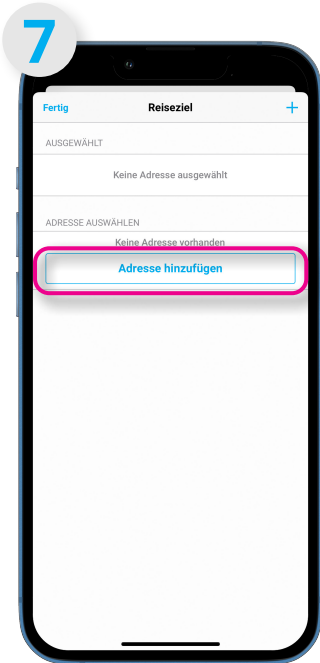 7
Fertig Reiseziel +
AUSGEWÄHLT
Keine Adresse ausgewählt
ADRESSE AUSWÄHLEN
Keine Adresse vorhanden
Adresse hinzufügen